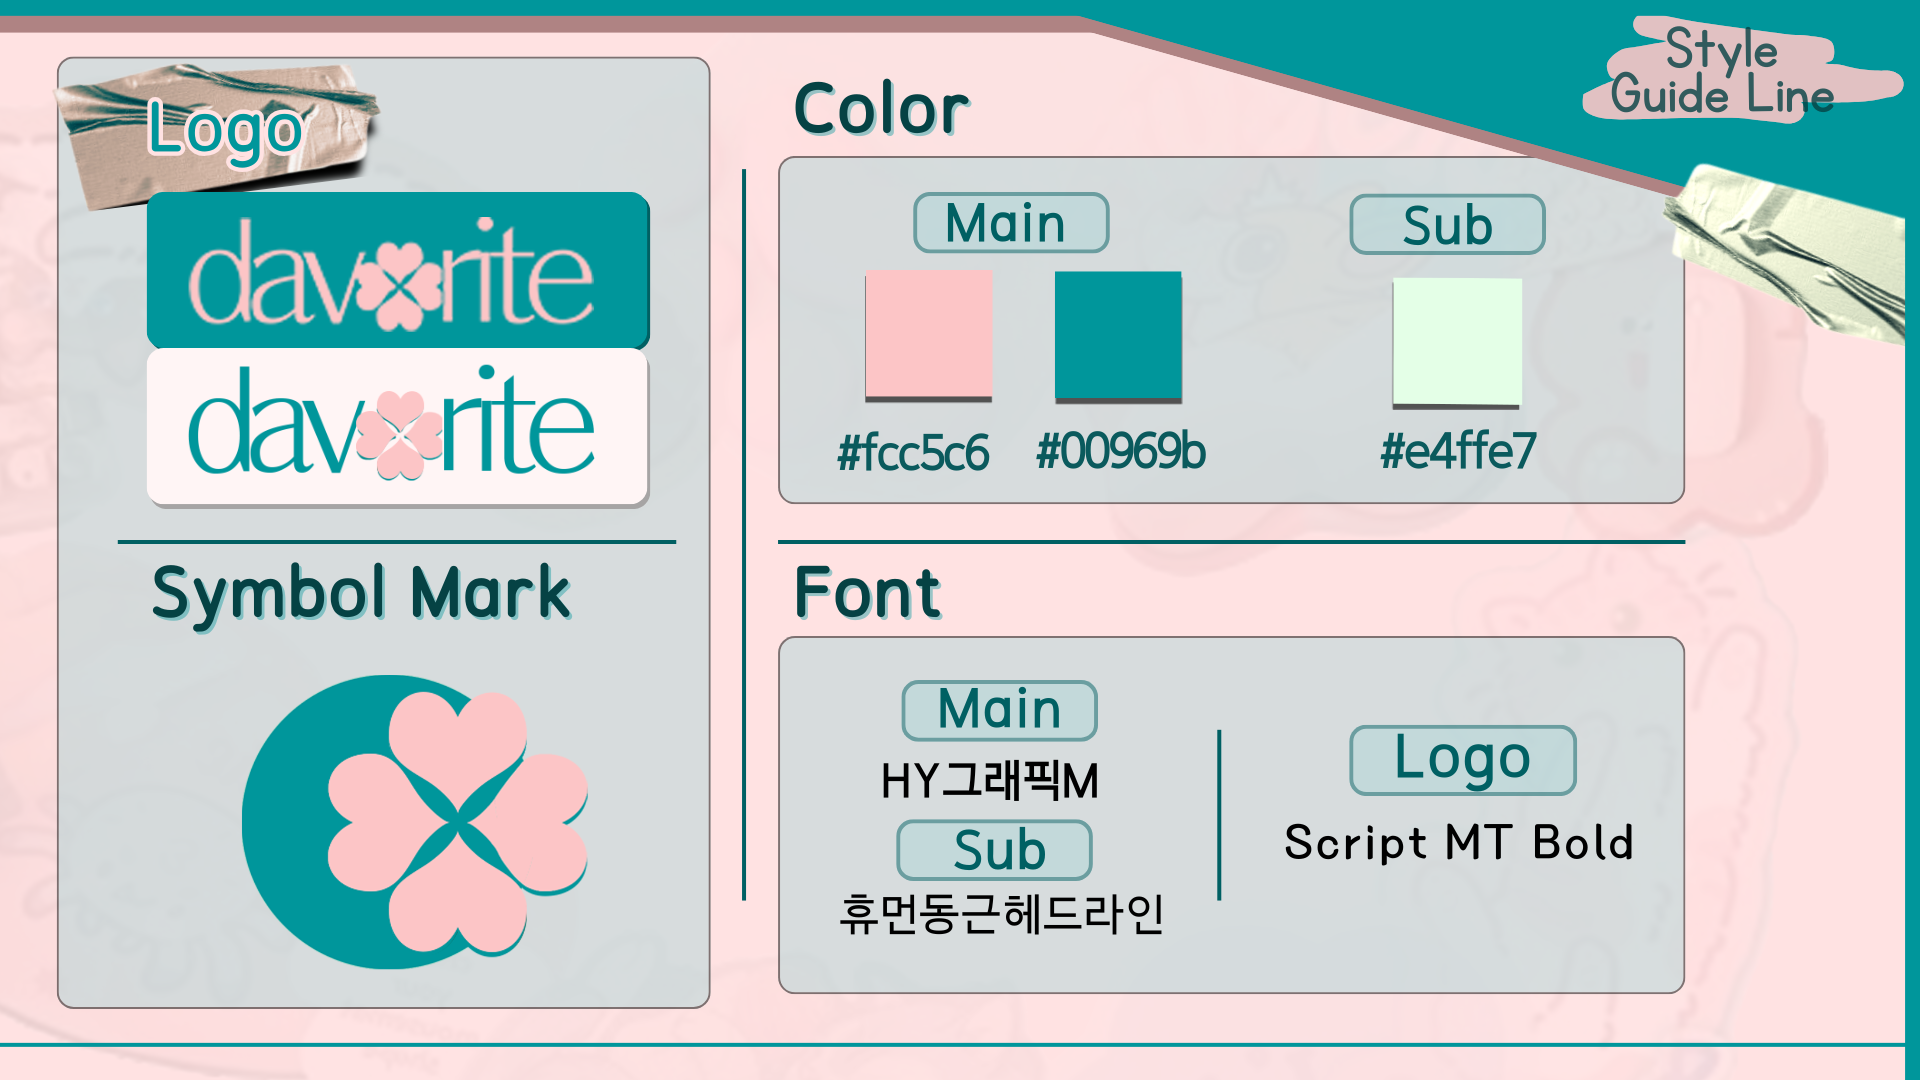 Style
Guide Line
Logo
davorite
davorite
Symbol Mark
Color
Main
Sub
#fcc5c6
#00969b
#e4ffe7
Font
Main
HY그래픽M
Sub
휴먼둥근헤드라인
Logo
Script MT Bold